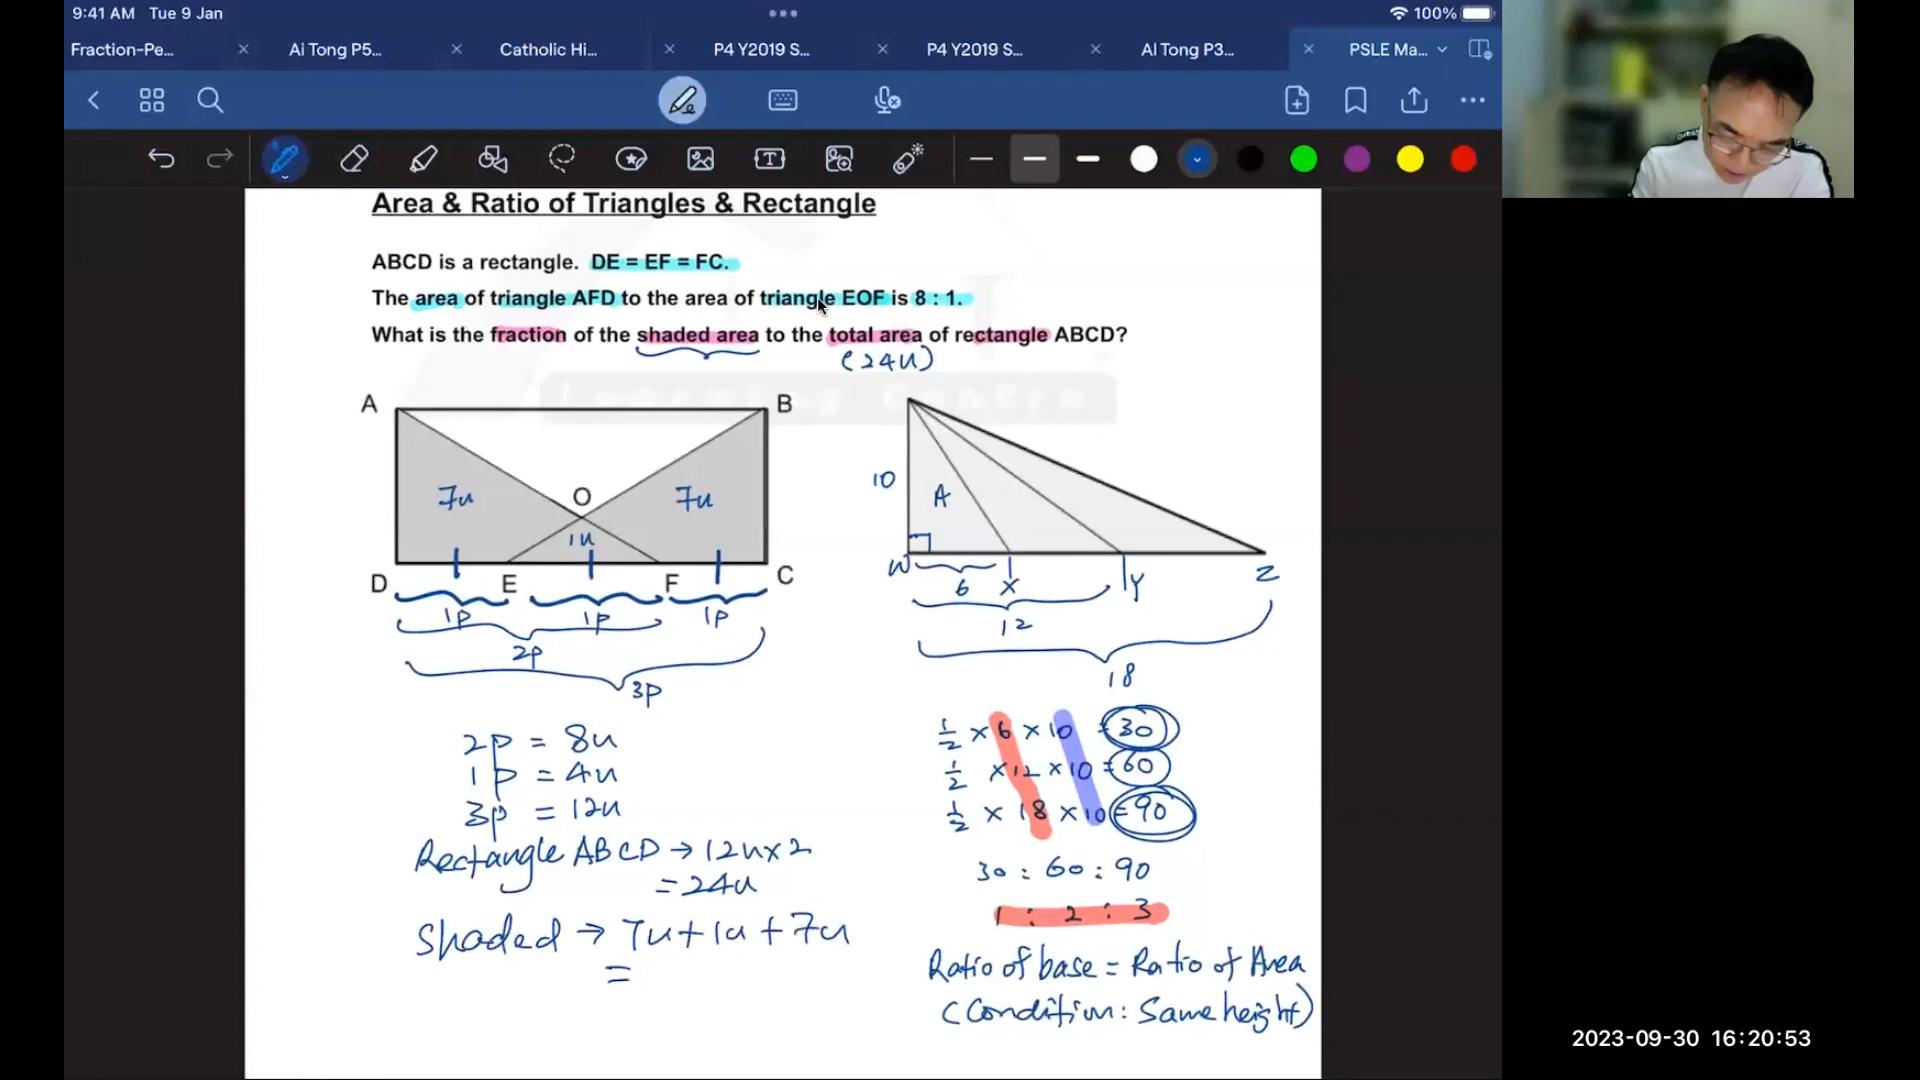 9:41 AM Tue 9 Jan
100%
Fraction-Pe...
Ai Tong P5...
Catholic Hi...
P4 Y2019 S...
P4 Y2019 S...
AI Tong P3...
PSLE Ma...
Area & Ratio of Triangles & Rectangle
ABCD is a rectangle. DE = EF = FC.
The area of triangle AFD to the area of triangle EOF is 8 : 1.
What is the fraction of the shaded area to the total area of rectangle ABCD?
(24u)
Learning Centre
A
B
O
7u
7u
1u
D
E
F
C
1p
1p
1p
2p
3p
10
A
W
X
Y
Z
6
12
18
2p = 8u
1p = 4u
3p = 12u
Rectangle ABCD → 12u×2
= 24u
Shaded → 7u+1u+7u
=
1/2 × 6 × 10 = 30
1/2 × 12 × 10 = 60
1/2 × 18 × 10 = 90
30 : 60 : 90
1 : 2 : 3
Ratio of base = Ratio of Area
(Condition: Same height)
2023-09-30 16:20:53